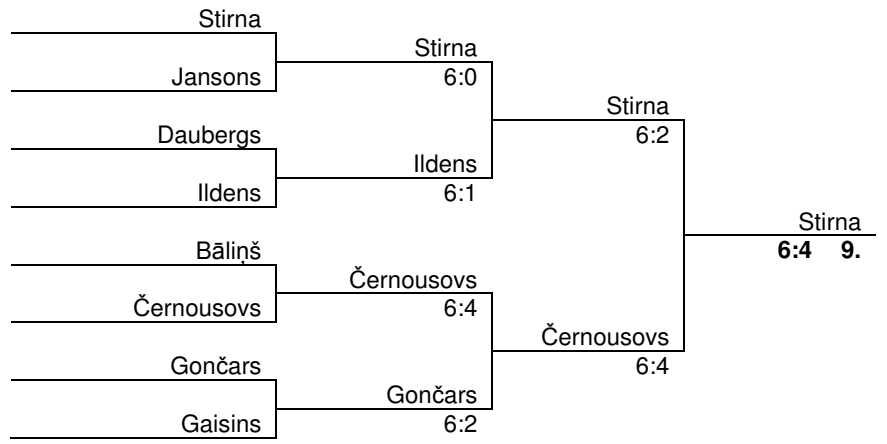 Stirna
Stirna
Jansons
6:0
Stirna
Daubergs
6:2
Ildens
Ildens
6:1
Stirna
Bāliņš
6:4 9.
Černousovs
Černousovs
6:4
Černousovs
Gončars
6:4
Gončars
Gaisins
6:2